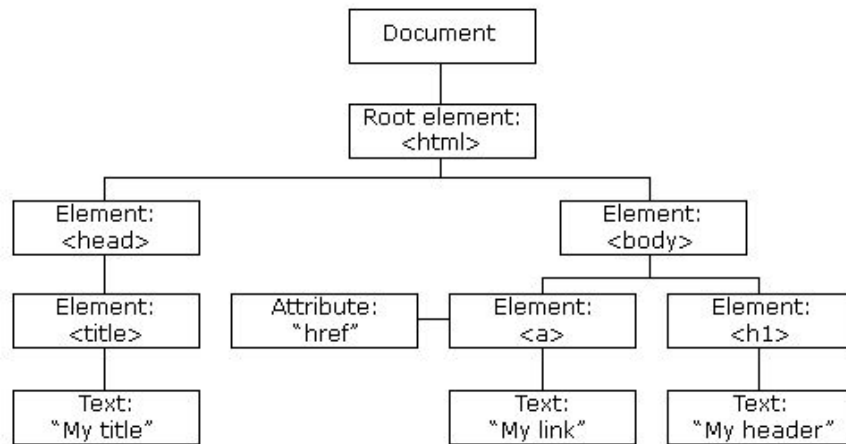 Document
Root element:
<html>
Element:
<head>
Element:
<body>
Element:
<title>
Attribute:
“href”
Element:
<a>
Element:
<h1>
Text:
“My title”
Text:
“My link”
Text:
“My header”